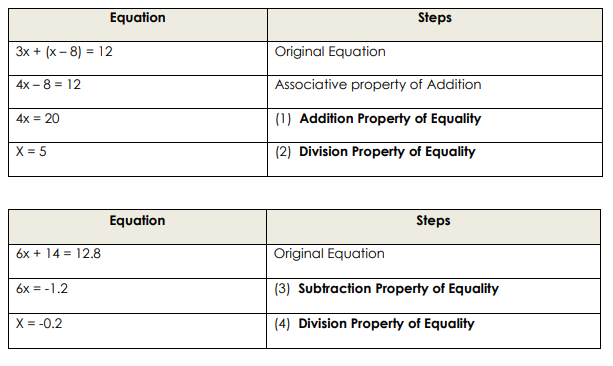 Equation Steps
3x + (x – 8) = 12 Original Equation
4x – 8 = 12 Associative property of Addition
4x = 20 (1) Addition Property of Equality
X = 5 (2) Division Property of Equality
Equation Steps
6x + 14 = 12.8 Original Equation
6x = -1.2 (3) Subtraction Property of Equality
X = -0.2 (4) Division Property of Equality